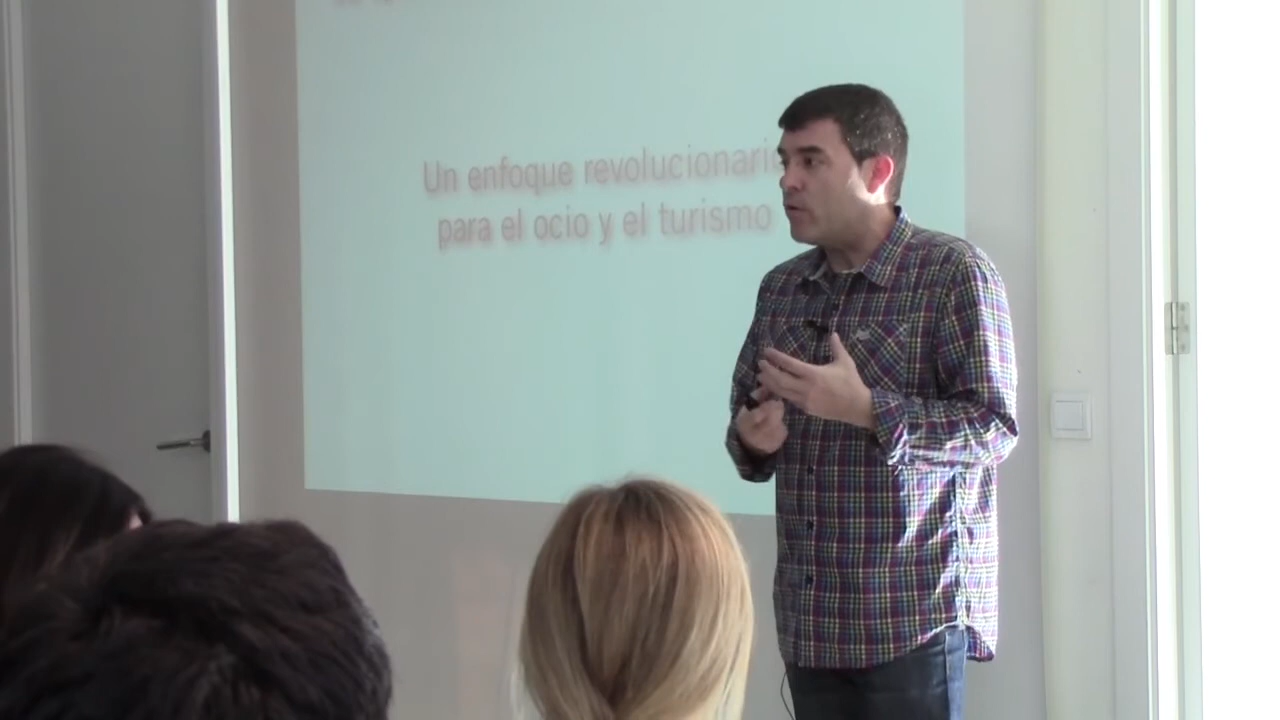 Un enfoque revolucionario
para el ocio y el turismo